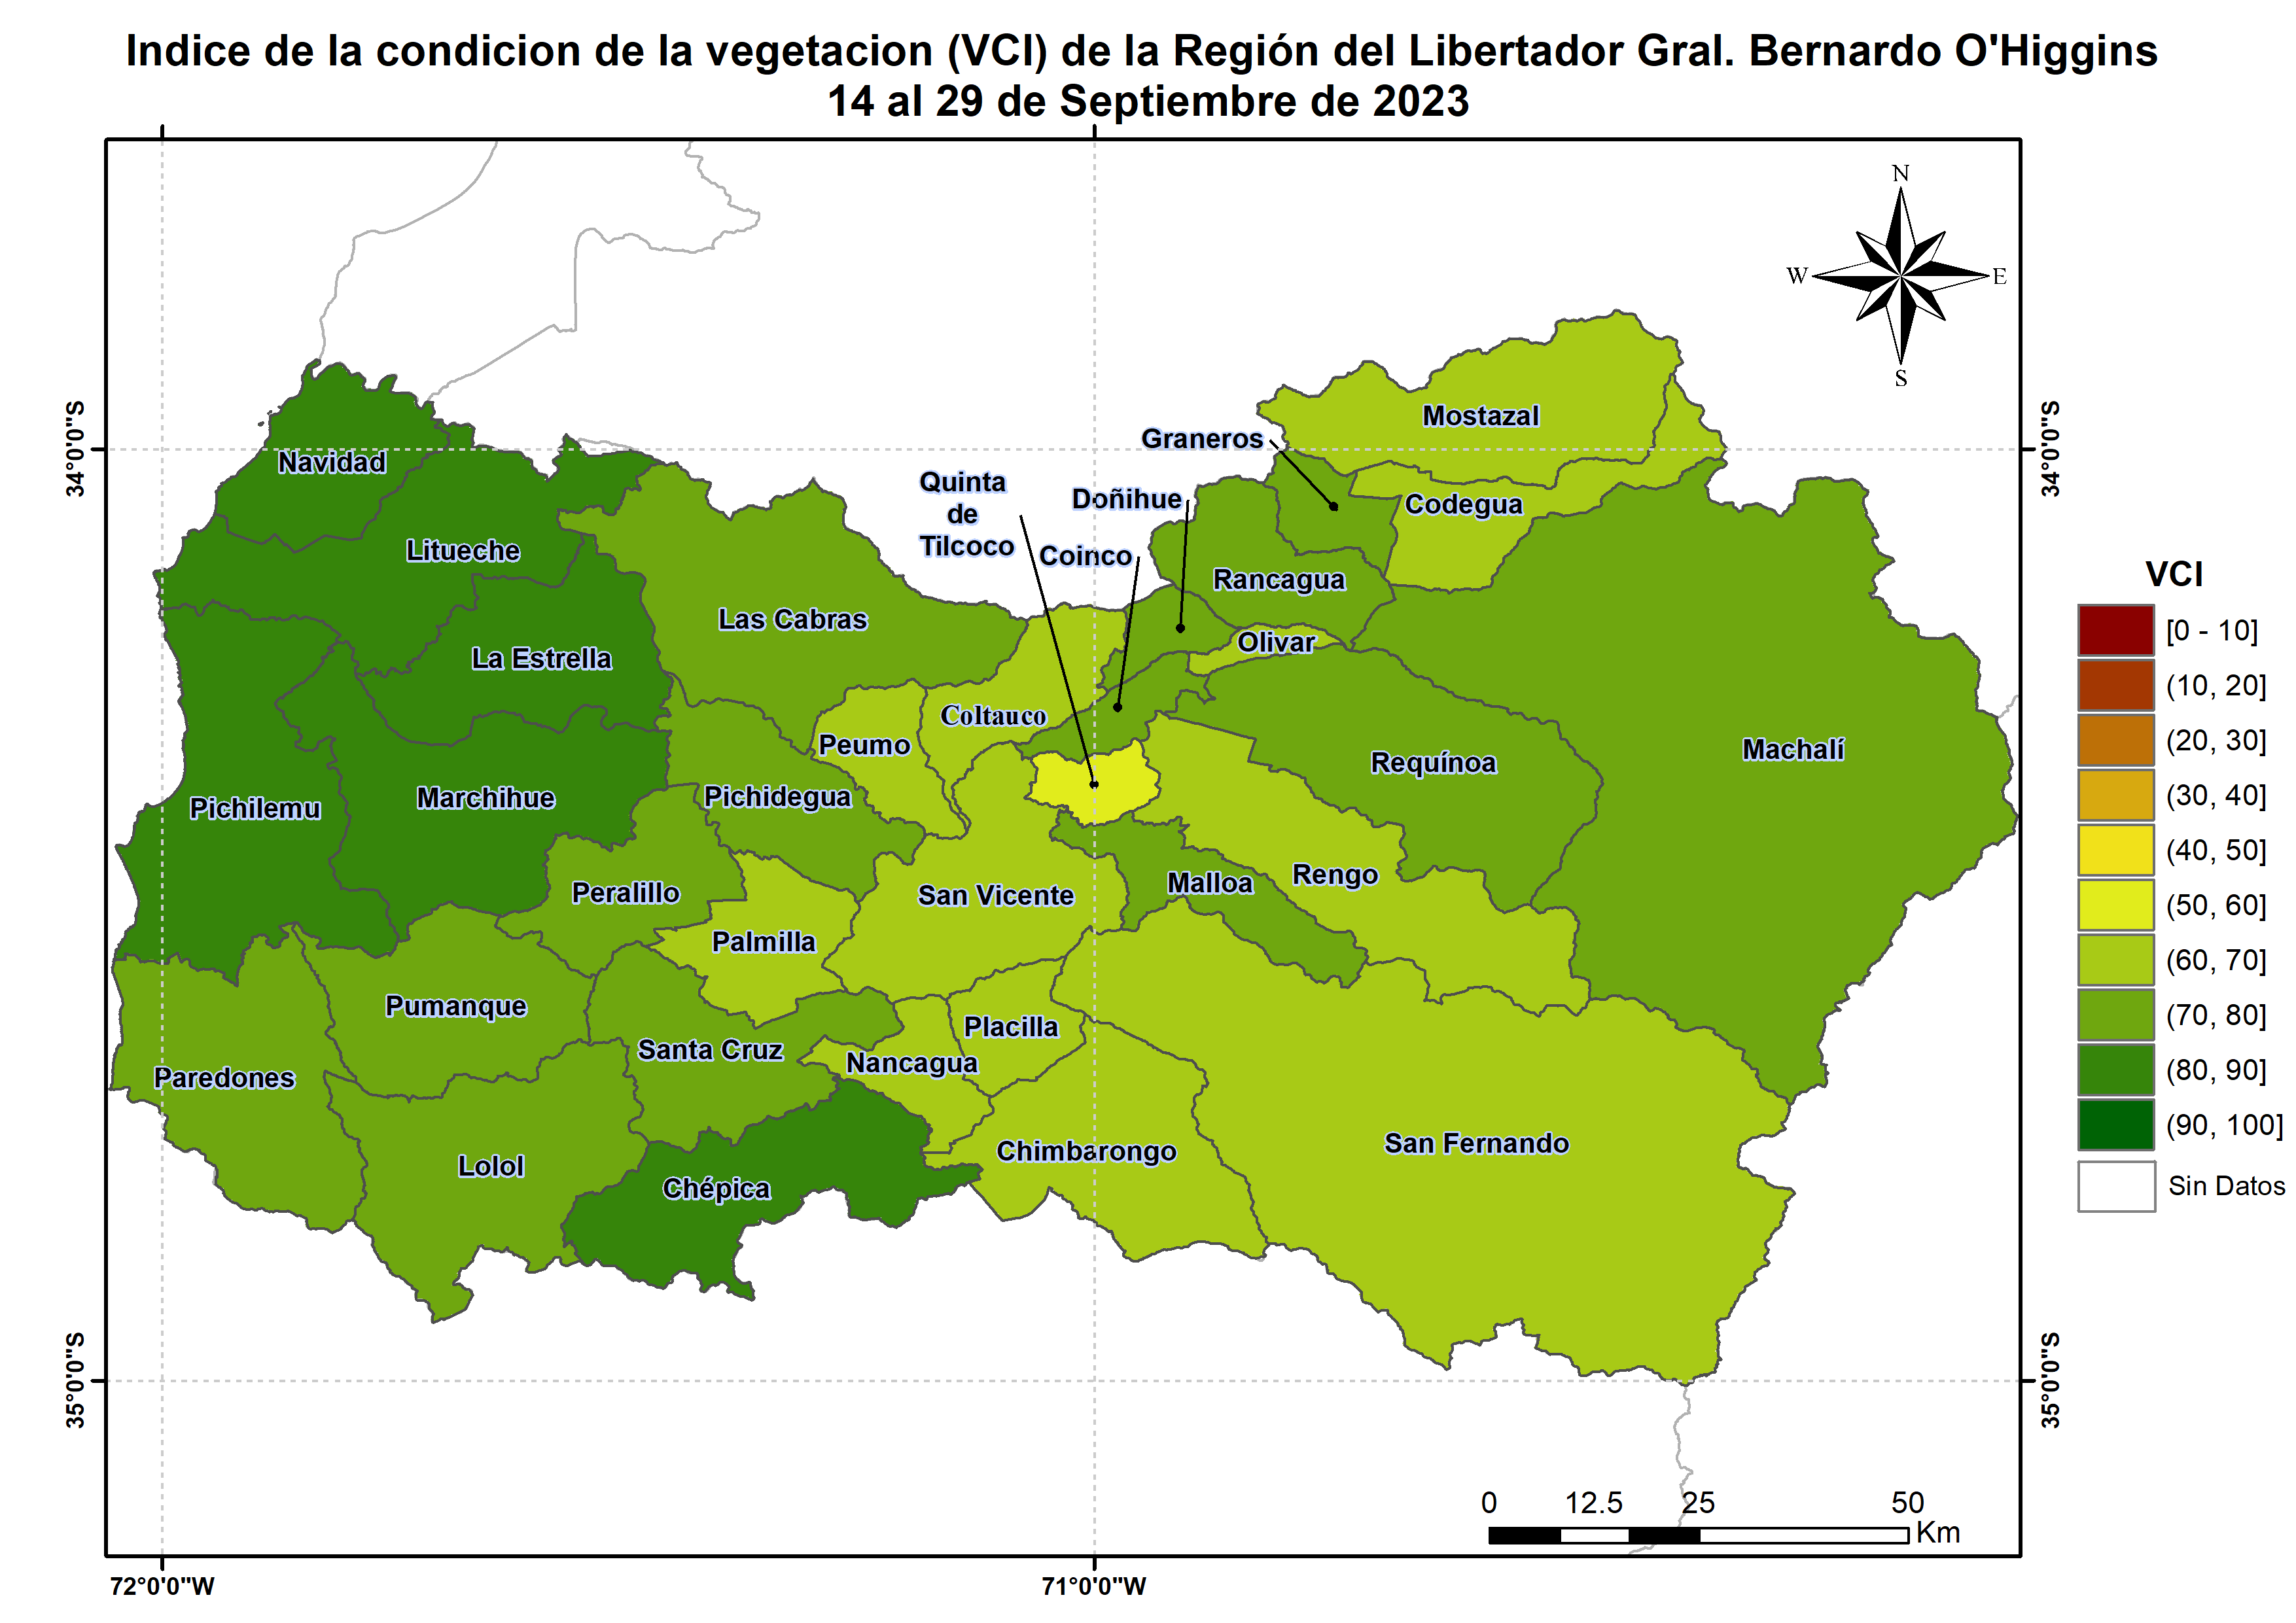 Indice de la condicion de la vegetacion (VCI) de la Región del Libertador Gral. Bernardo O'Higgins
14 al 29 de Septiembre de 2023
N
W
E
S
34°0'0"S
34°0'0"S
35°0'0"S
35°0'0"S
72°0'0"W
71°0'0"W
Mostazal
Graneros
Navidad
Quinta
de
Tilcoco
Doñihue
Codegua
Litueche
Coinco
Rancagua
Las Cabras
Olivar
La Estrella
Coltauco
Peumo
Machalí
Requínoa
Pichidegua
Marchihue
Pichilemu
Rengo
Malloa
Peralillo
San Vicente
Palmilla
Pumanque
Placilla
Santa Cruz
Nancagua
Paredones
San Fernando
Chimbarongo
Lolol
Chépica
VCI
[0 - 10]
(10, 20]
(20, 30]
(30, 40]
(40, 50]
(50, 60]
(60, 70]
(70, 80]
(80, 90]
(90, 100]
Sin Datos
0 12.5 25 50
Km